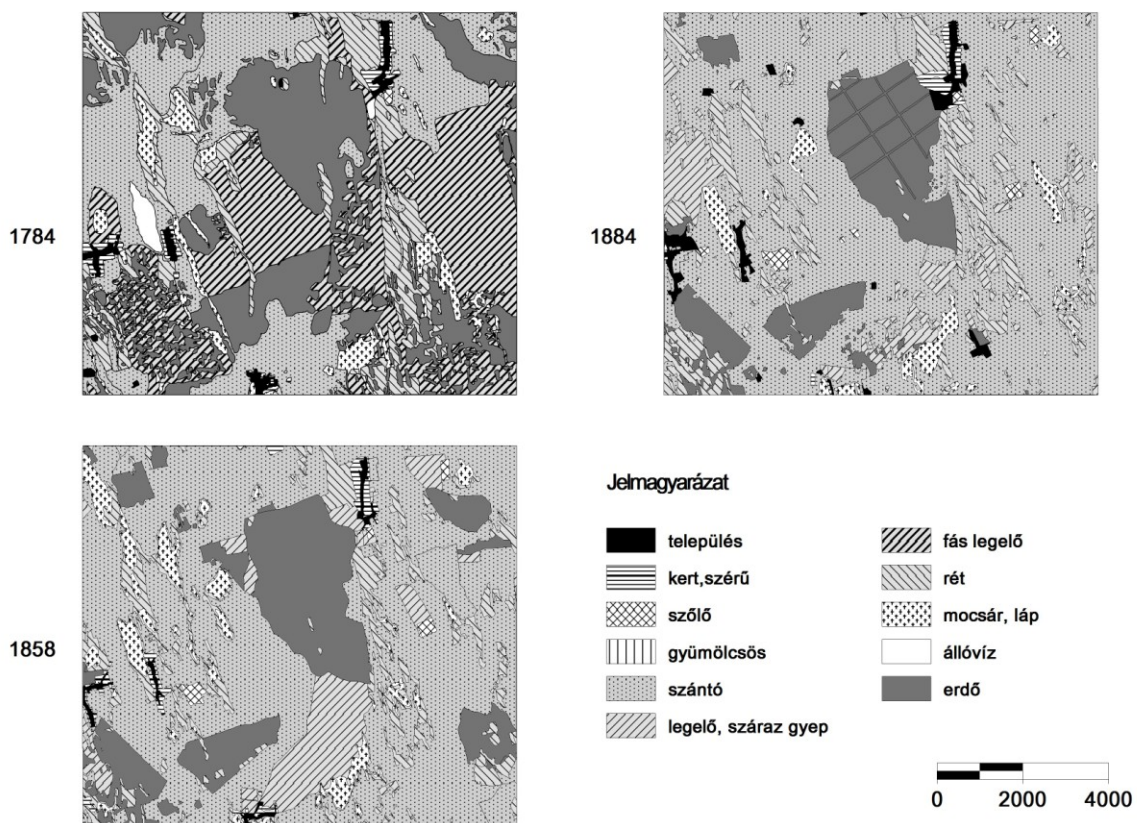 1784
1884
1858
Jelmagyarázat
település
kert,szérű
szőlő
gyümölcsös
szántó
legelő, száraz gyep
fás legelő
rét
mocsár, láp
állóvíz
erdő
0 2000 4000